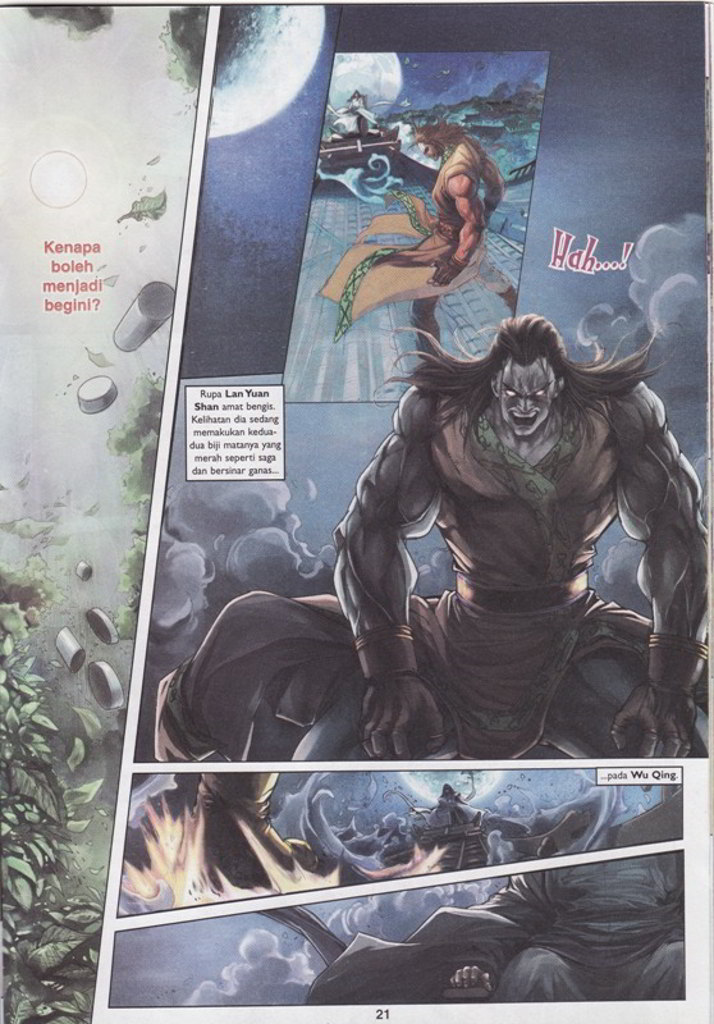 Kenapa
boleh
menjadi
begini?
Hah....!
Rupa Lan Yuan
Shan amat bengis.
Kelihatan dia sedang
memakukan kedua-
dua biji matanya yang
merah seperti saga
dan bersinar ganas...
...pada Wu Qing.
21